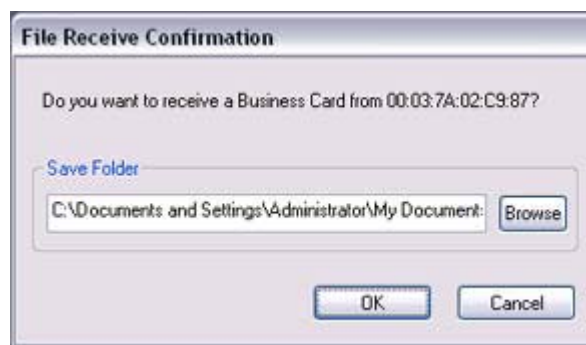 File Receive Confirmation
Do you want to receive a Business Card from 00:03:7A:02:C9:87?
Save Folder
C:\Documents and Settings\Administrator\My Document:
Browse
OK
Cancel